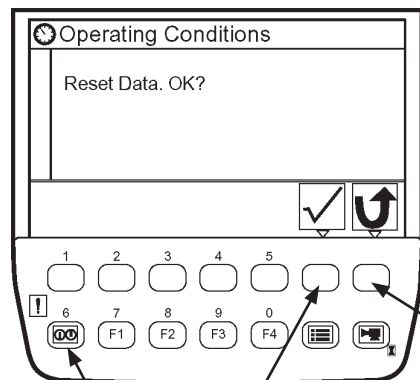 Operating Conditions
Reset Data. OK?
1 2 3 4 5
!
6 7 8 9 0
F1 F2 F3 F4